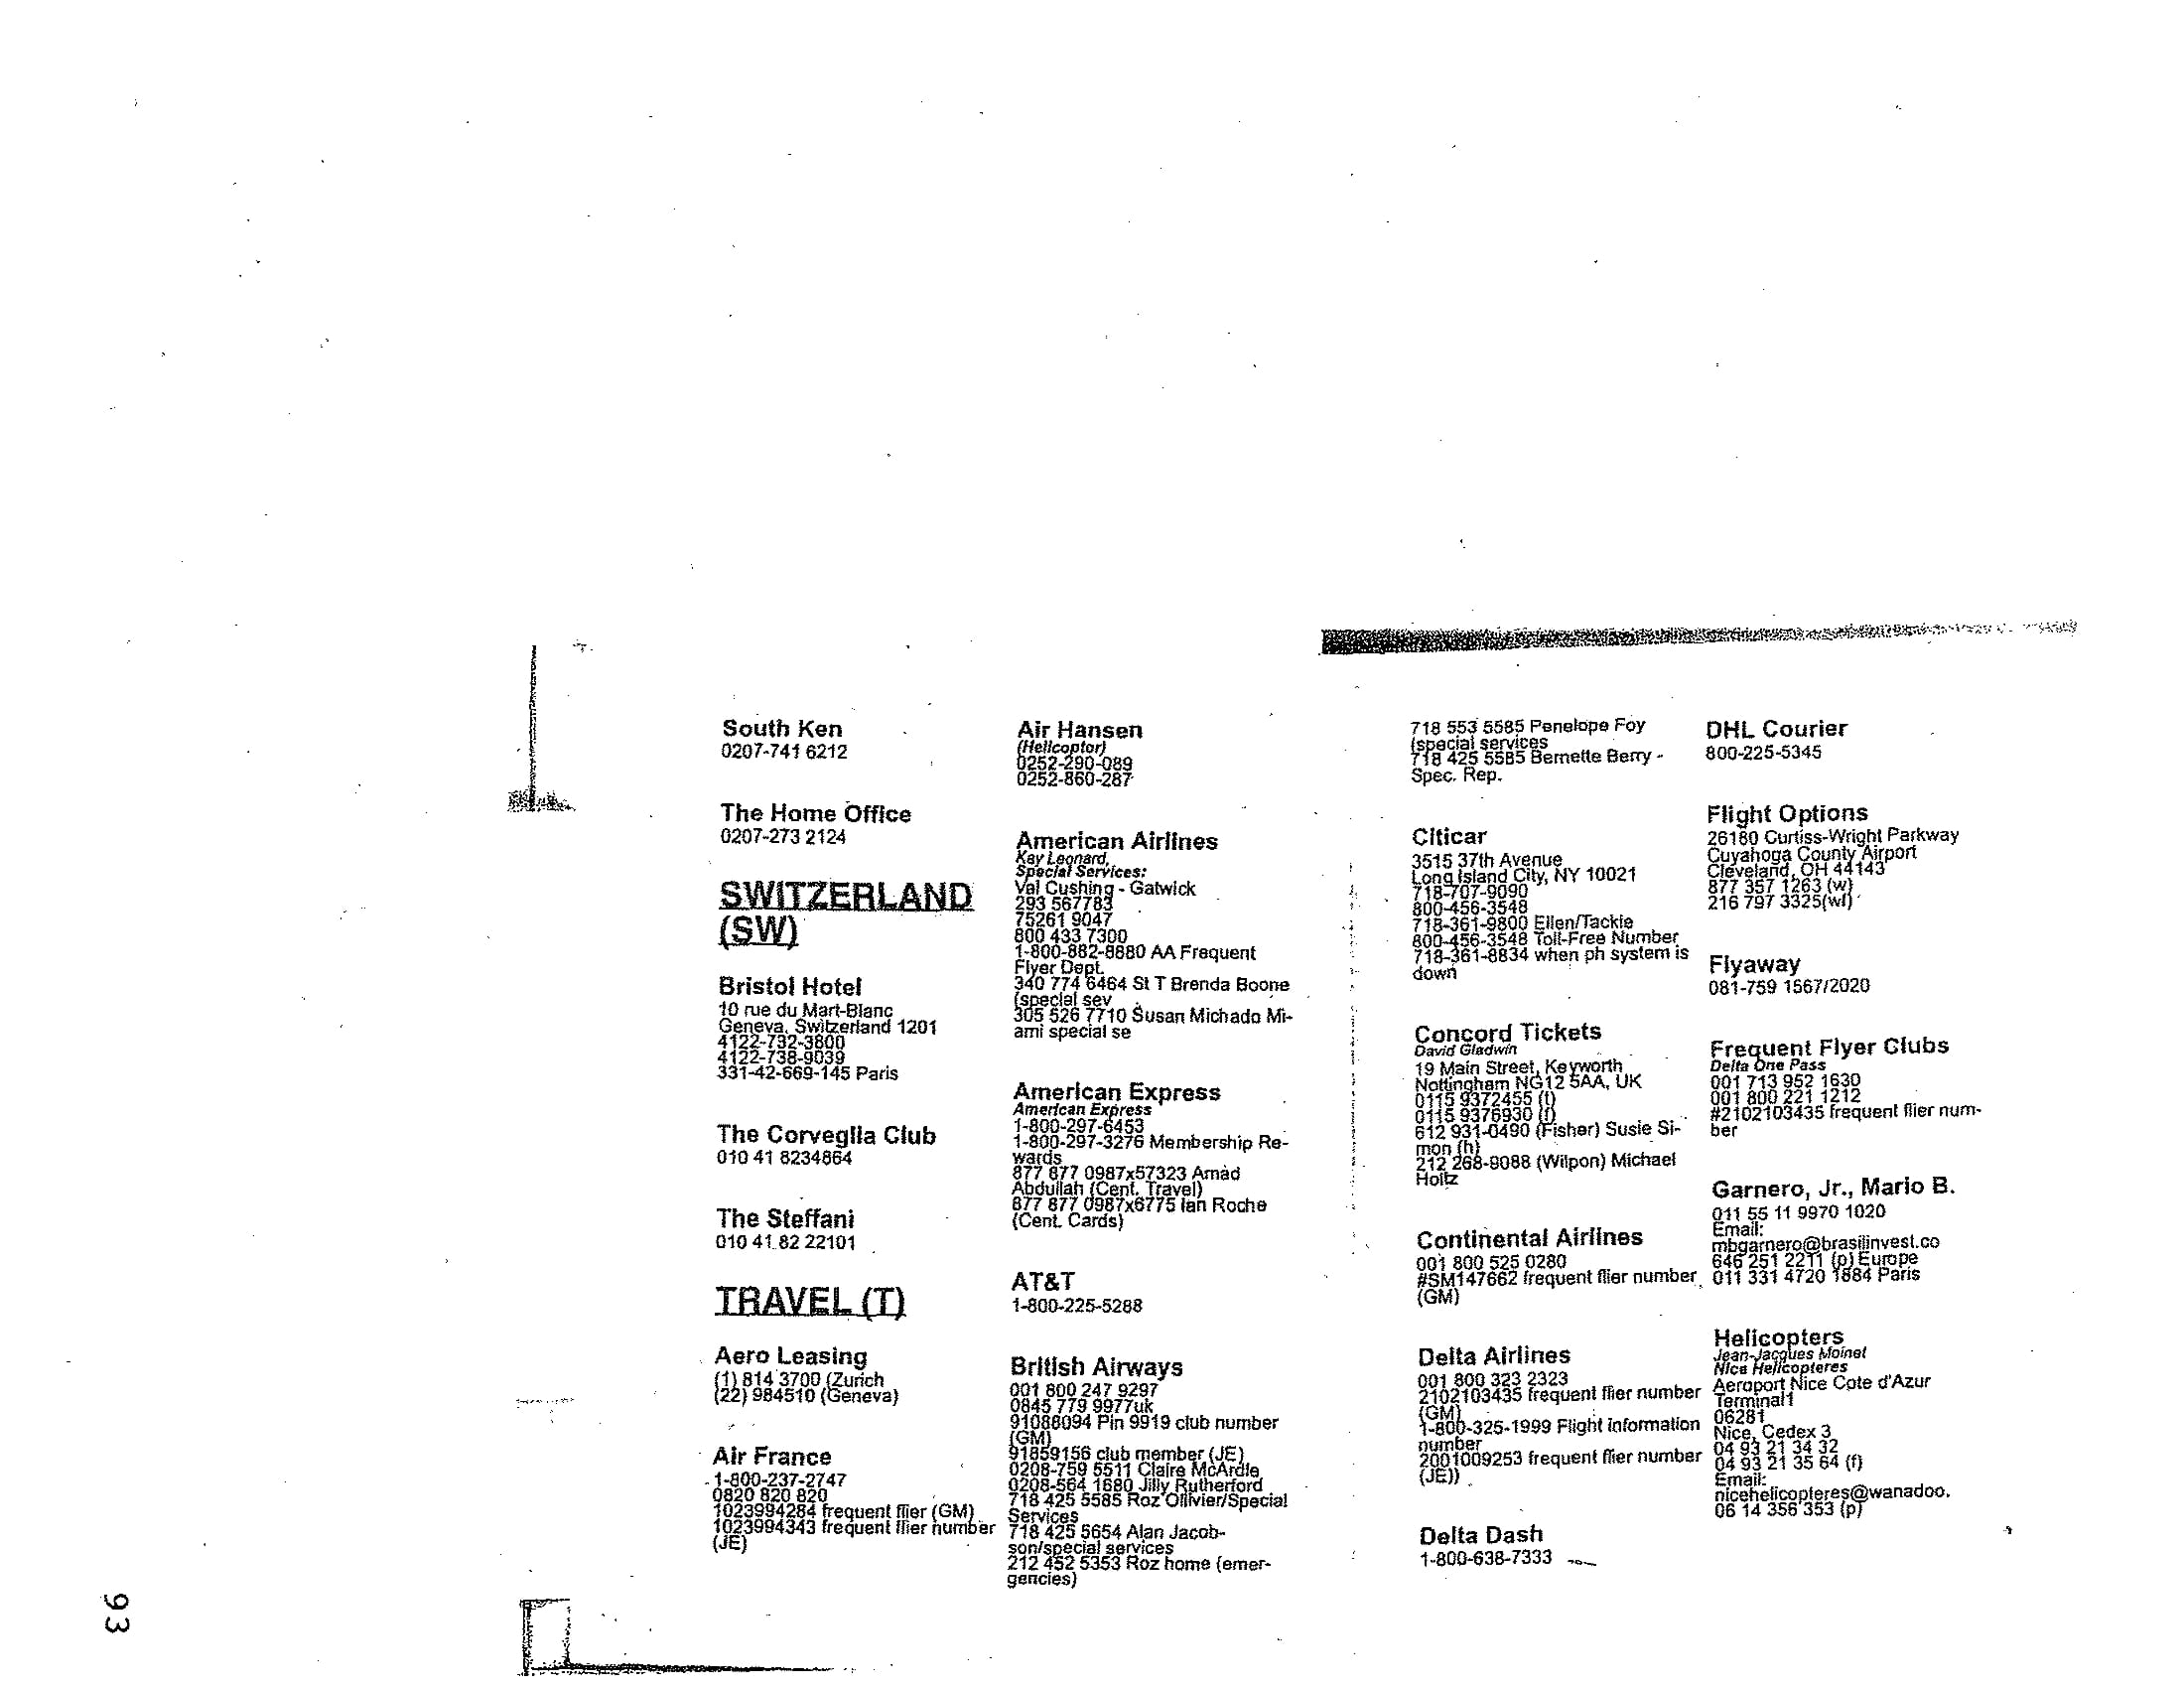 South Ken
0207-741 6212
The Home Office
0207-273 2124
SWITZERLAND
(SW)
Bristol Hotel
10 rue du Mart-Blanc
Geneva, Switzerland 1201
4122-732-3800
4122-738-9039
331-42-669-145 Paris
The Corveglia Club
010 41 8234864
The Steffani
010 41 82 22101
TRAVEL (T)
Aero Leasing
(1) 814 3700 (Zurich
(22) 984510 (Geneva)
Air France
1-800-237-2747
0820 820 820
1023994284 frequent flier (GM)
1023994343 frequent flier number
(JE)
Air Hansen
(Helicopter)
0252-290-089
0252-860-287
American Airlines
Kay Leonard,
Special Services:
Val Cushing - Gatwick
293 567783
75261 9047
800 433 7300
1-800-882-8880 AA Frequent
Flyer Dept.
340 774 6464 St T Brenda Boone
(special sev
305 526 7710 Susan Michado Mi-
ami special se
American Express
American Express
1-800-297-6453
1-800-297-3276 Membership Re-
wards
877 877 0987x57323 Arnad
Abdullah (Cent. Travel)
877 877 0987x6775 Ian Roche
(Cent. Cards)
AT&T
1-800-225-5288
British Airways
001 800 247 9297
0845 779 9977uk
91088094 Pin 9919 club number
(GM)
91859156 club member (JE)
0208-759 5511 Claire McArdle
0208-564 1680 Jilly Rutherford
718 425 5585 Roz Ollivier/Special
Services
718 425 5654 Alan Jacob-
son/special services
212 452 5353 Roz home (emer-
gencies)
718 553 5585 Penelope Foy
(special services
718 425 5585 Bernette Berry -
Spec. Rep.
Citicar
3515 37th Avenue
Long Island City, NY 10021
718-707-9090
800-456-3548
718-361-9800 Ellen/Tackie
800-456-3548 Toll-Free Number
718-361-8834 when ph system is
down
Concord Tickets
David Gladwin
19 Main Street, Keyworth
Nottingham NG12 5AA, UK
0115 9372455 (t)
0115 9376930 (f)
612 931-0490 (Fisher) Susie Si-
mon (h)
212 268-9088 (Wilpon) Michael
Holtz
Continental Airlines
001 800 525 0280
#SM147662 frequent flier number
(GM)
Delta Airlines
001 800 323 2323
2102103435 frequent flier number
(GM)
1-800-325-1999 Flight information
number
2001009253 frequent flier number
(JE))
Delta Dash
1-800-638-7333
DHL Courier
800-225-5345
Flight Options
26180 Curtiss-Wright Parkway
Cuyahoga County Airport
Cleveland, OH 44143
877 357 1263 (w)
216 797 3325(wf)
Flyaway
081-759 1567/2020
Frequent Flyer Clubs
Delta One Pass
001 713 952 1630
001 800 221 1212
#2102103435 frequent flier num-
ber
Garnero, Jr., Mario B.
011 55 11 9970 1020
Email:
mbgarnero@brasilinvest.co
646 251 2211 (p) Europe
011 331 4720 1884 Paris
Helicopters
Jean-Jacques Moinet
Nice Helicopteres
Aeroport Nice Cote d'Azur
Terminal1
06281
Nice, Cedex 3
04 93 21 34 32
04 93 21 35 64 (f)
Email:
nicehelicopteres@wanadoo.
06 14 356 353 (p)
93